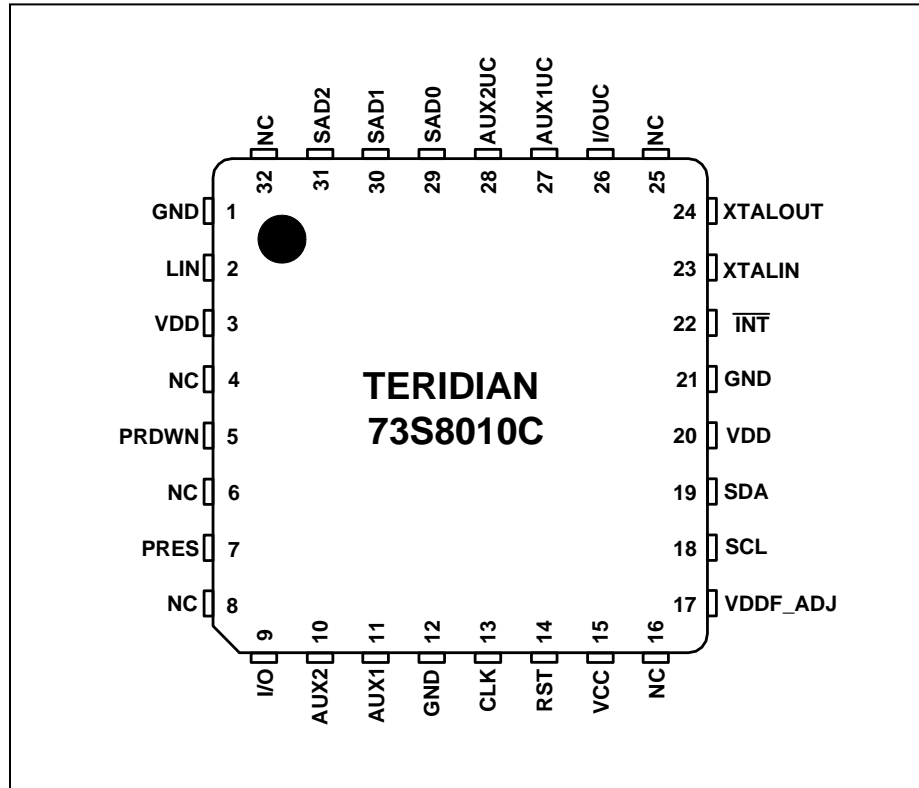 NC
SAD2
SAD1
SAD0
AUX2UC
AUX1UC
I/OUC
NC
32
31
30
29
28
27
26
25
GND 1
LIN 2
VDD 3
NC 4
PRDWN 5
NC 6
PRES 7
NC 8
TERIDIAN
73S8010C
24 XTALOUT
23 XTALIN
22 INT
21 GND
20 VDD
19 SDA
18 SCL
17 VDDF_ADJ
9
10
11
12
13
14
15
16
I/O
AUX2
AUX1
GND
CLK
RST
VCC
NC